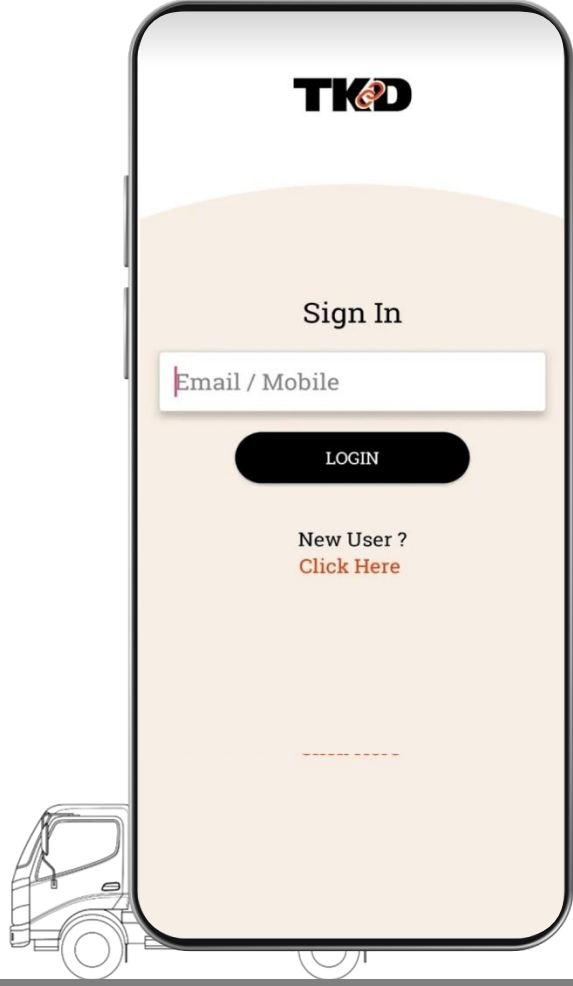 TKD
Sign In
Email / Mobile
LOGIN
New User ?
Click Here